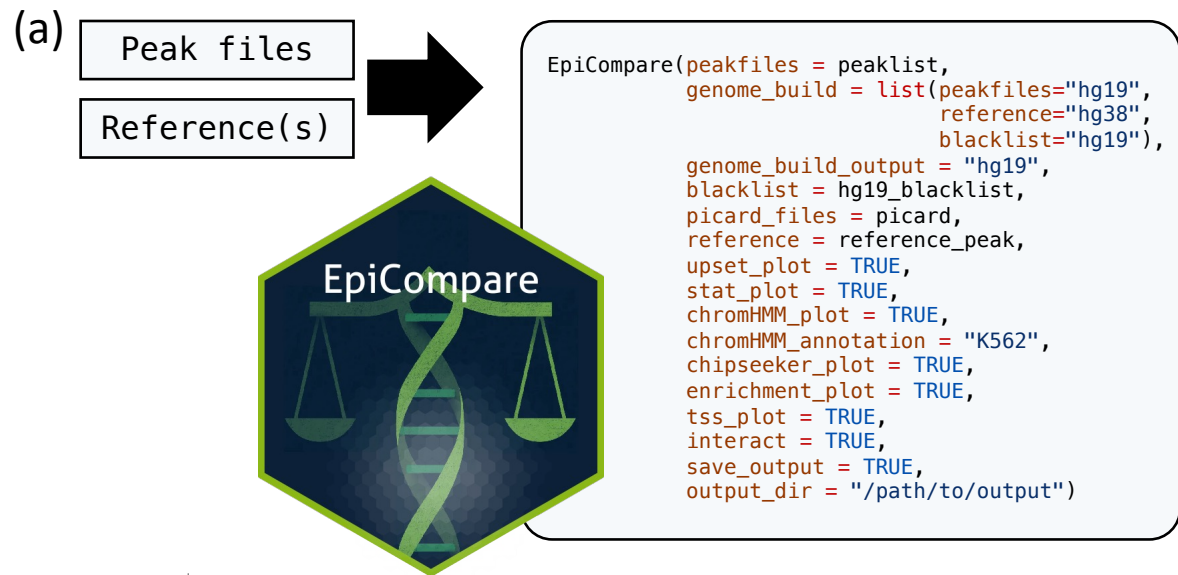 (a)
Peak files
Reference(s)
EpiCompare(peakfiles = peaklist,
genome_build = list(peakfiles="hg19",
reference="hg38",
blacklist="hg19"),
genome_build_output = "hg19",
blacklist = hg19_blacklist,
picard_files = picard,
reference = reference_peak,
upset_plot = TRUE,
stat_plot = TRUE,
chromHMM_plot = TRUE,
chromHMM_annotation = "K562",
chipseeker_plot = TRUE,
enrichment_plot = TRUE,
tss_plot = TRUE,
interact = TRUE,
save_output = TRUE,
output_dir = "/path/to/output")
EpiCompare